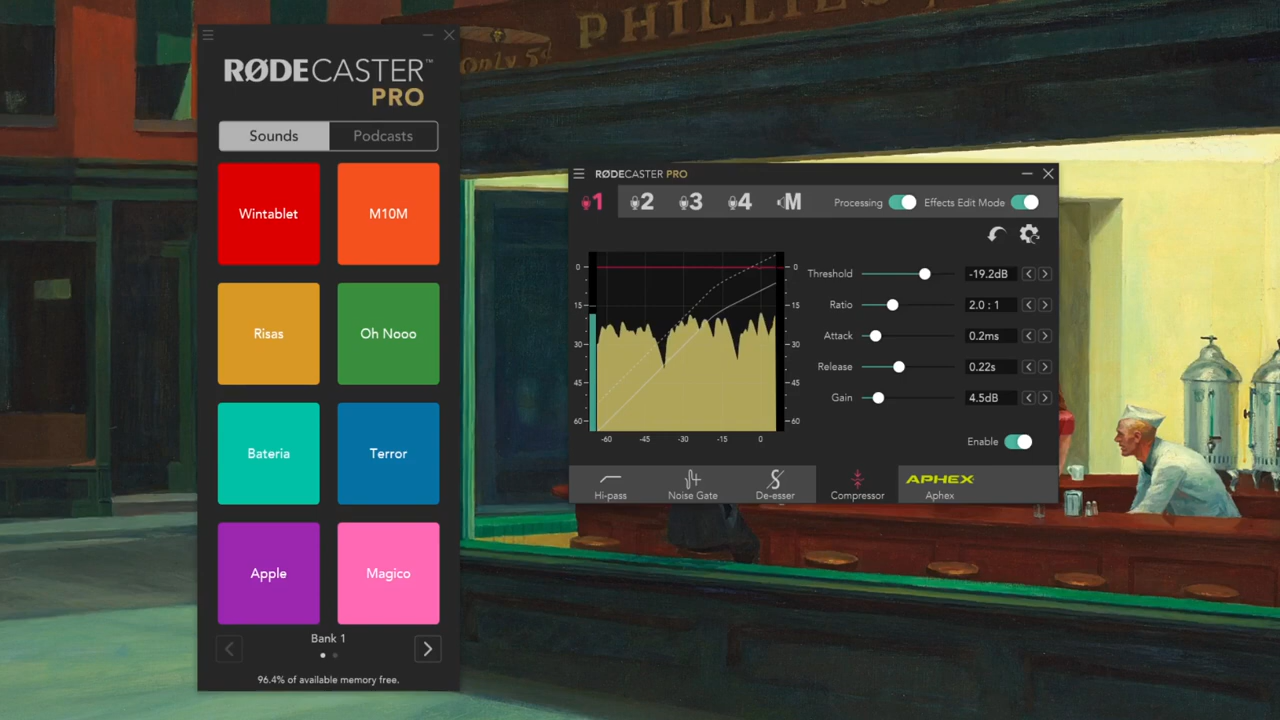 PHILLIES
only 5¢
RØDECASTER™
PRO
Sounds Podcasts
Wintablet M10M
Risas Oh Nooo
Bateria Terror
Apple Magico
Bank 1
96.4% of available memory free.
RØDECASTER PRO
1 2 3 4 M Processing Effects Edit Mode
0 0
15 15
30 30
45 45
60 60
-60 -45 -30 -15 0
Threshold -19.2dB
Ratio 2.0 : 1
Attack 0.2ms
Release 0.22s
Gain 4.5dB
Enable
APHEX
Hi-pass Noise Gate De-esser Compressor Aphex